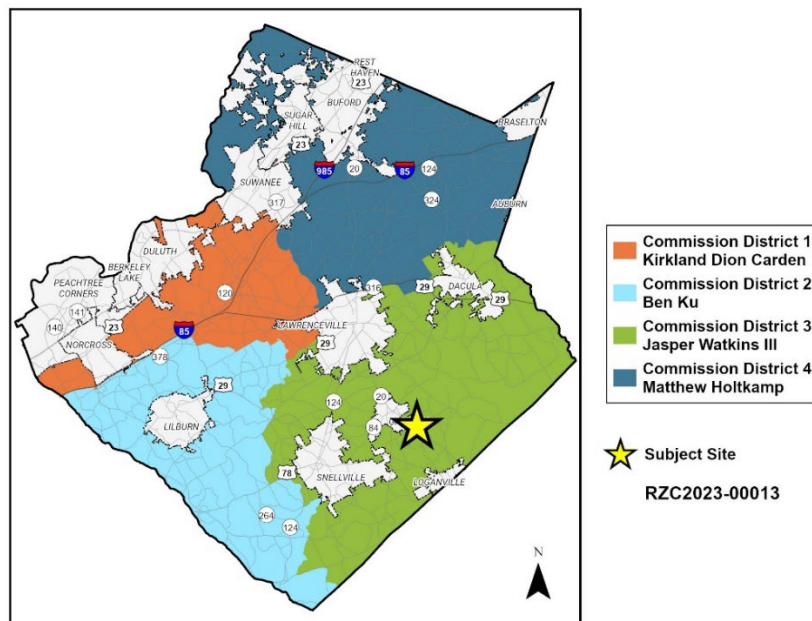 REST
HAVEN
23
BUFORD
SUGAR
HILL
23
BRASELTON
985
20
85
124
SUWANEE
317
324
AUBURN
DULUTH
BERKELEY
LAKE
PEACHTREE
CORNERS
120
316
29
DACULA
29
141
140
23
85
LAWRENCEVILLE
29
NORCROSS
378
29
LILBURN
124
20
84
78
SNELLVILLE
LOGANVILLE
264
124
N
Commission District 1
Kirkland Dion Carden
Commission District 2
Ben Ku
Commission District 3
Jasper Watkins III
Commission District 4
Matthew Holtkamp
Subject Site
RZC2023-00013